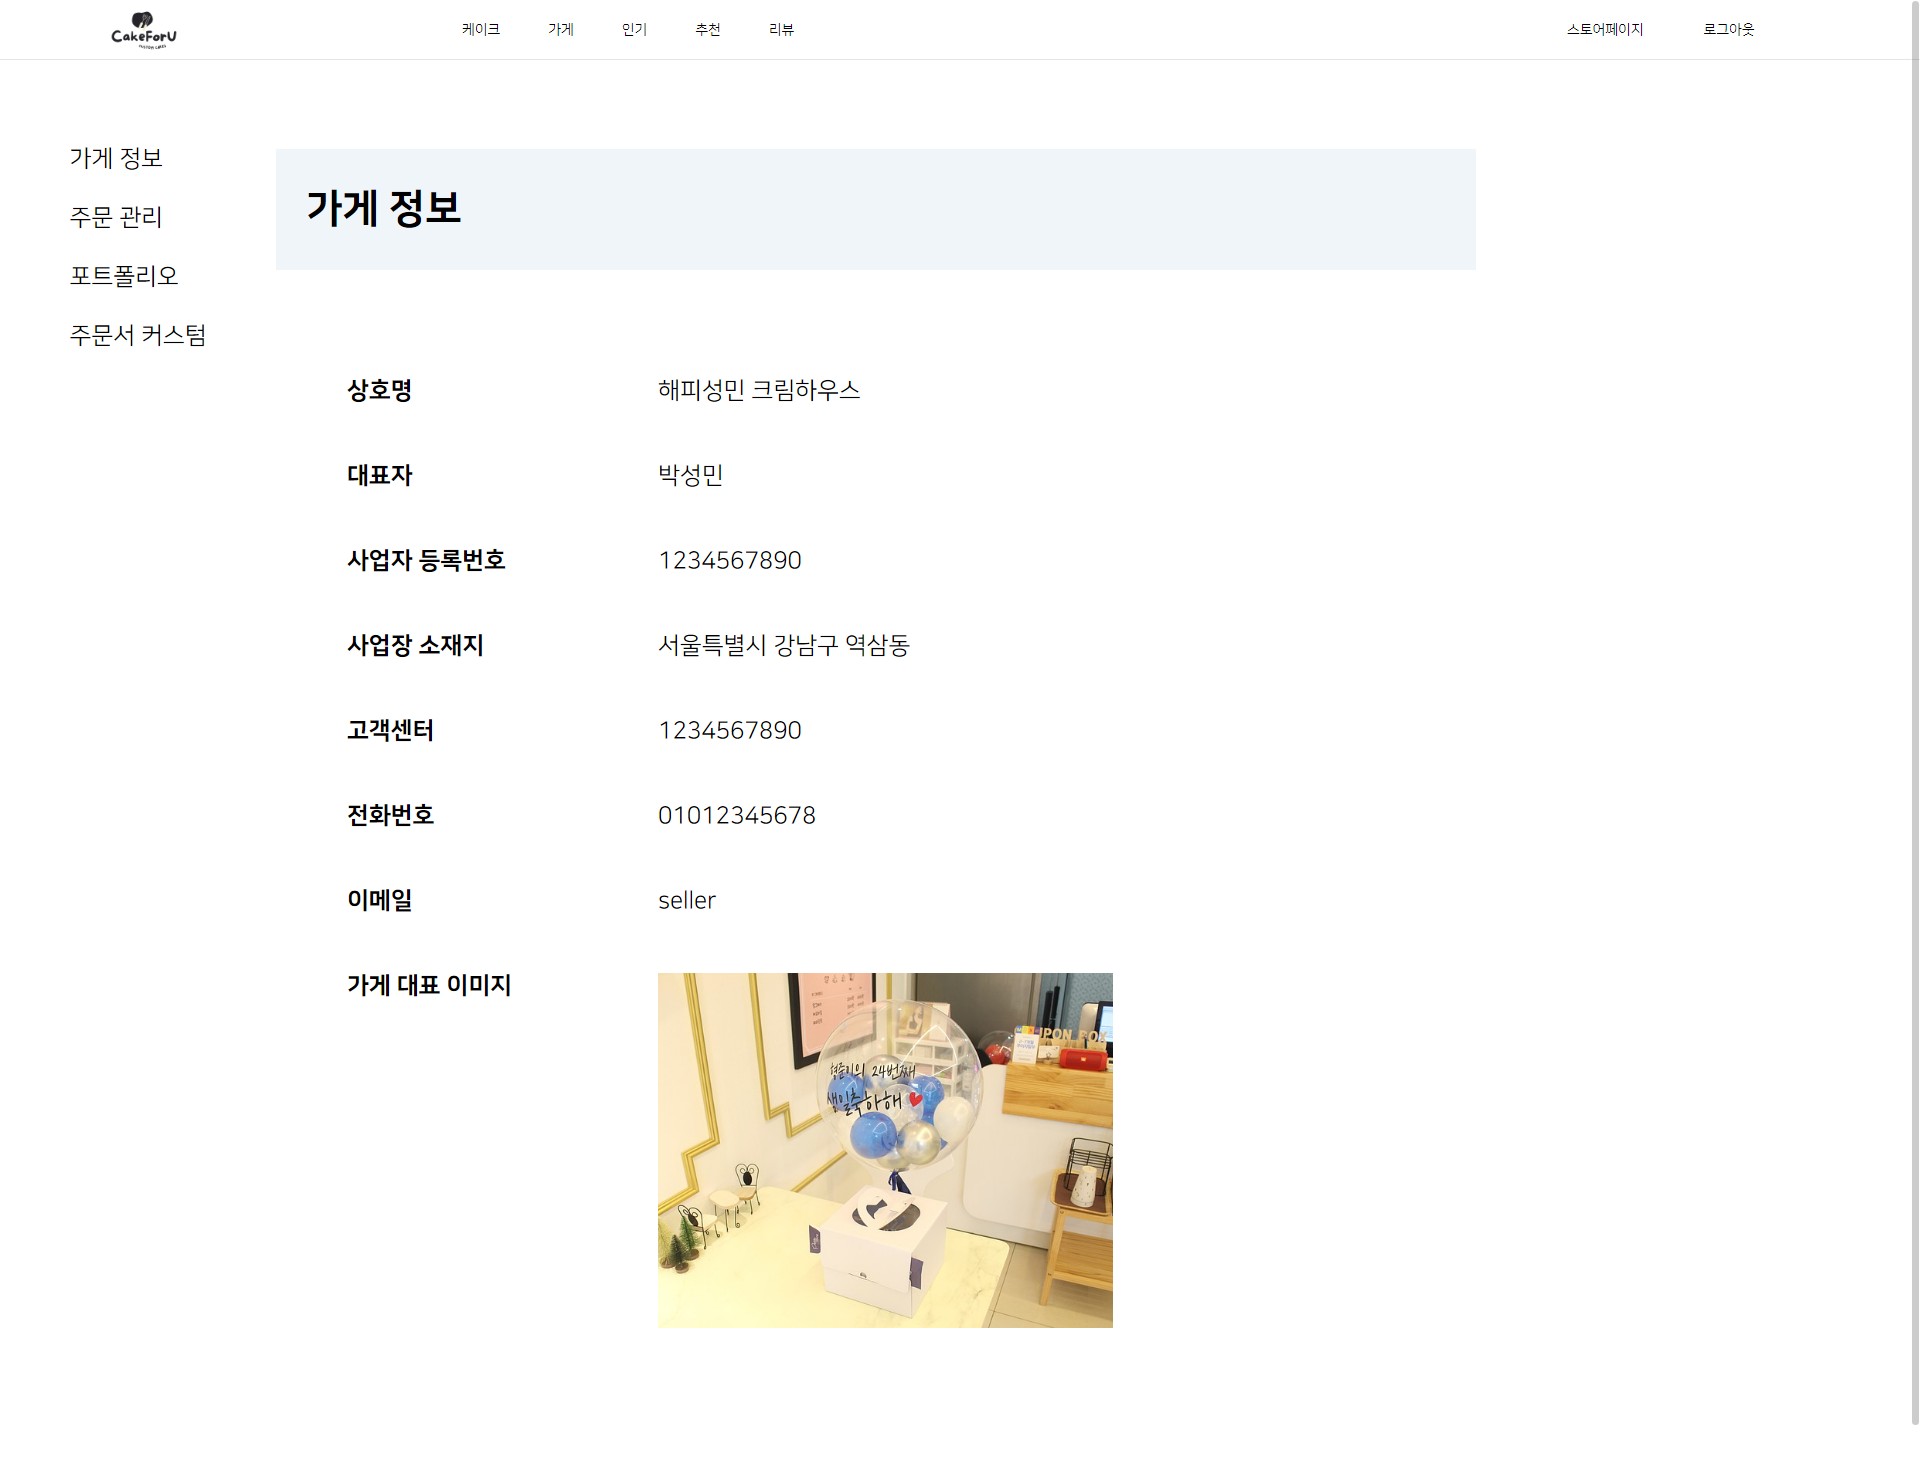 CakeForU
케이크
가게
인기
추천
리뷰
스토어페이지
로그아웃
가게 정보
주문 관리
포트폴리오
주문서 커스텀
가게 정보
상호명 해피성민 크림하우스
대표자 박성민
사업자 등록번호 1234567890
사업장 소재지 서울특별시 강남구 역삼동
고객센터 1234567890
전화번호 01012345678
이메일 seller
가게 대표 이미지
24번째
생일축하해